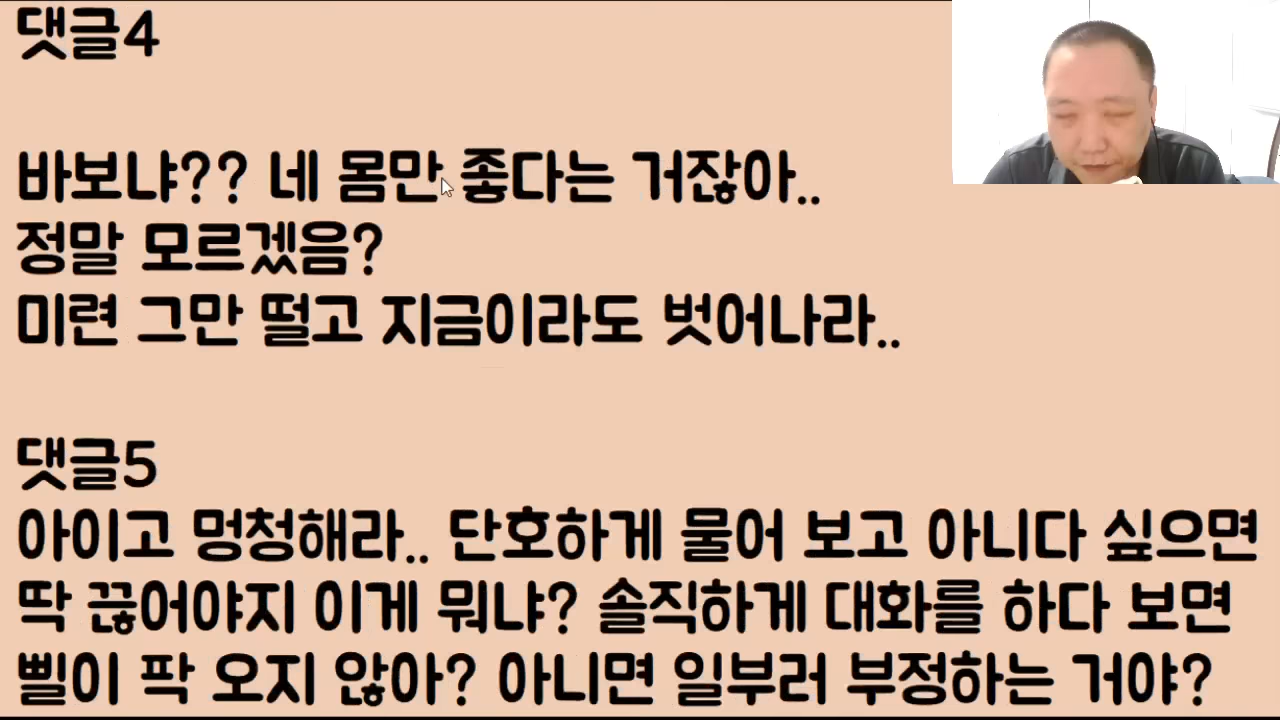 댓글4
바보냐?? 네 몸만 좋다는 거잖아..
정말 모르겠음?
미련 그만 떨고 지금이라도 벗어나라..
댓글5
아이고 멍청해라.. 단호하게 물어 보고 아니다 싶으면
딱 끊어야지 이게 뭐냐? 솔직하게 대화를 하다 보면
삘이 팍 오지 않아? 아니면 일부러 부정하는 거야?